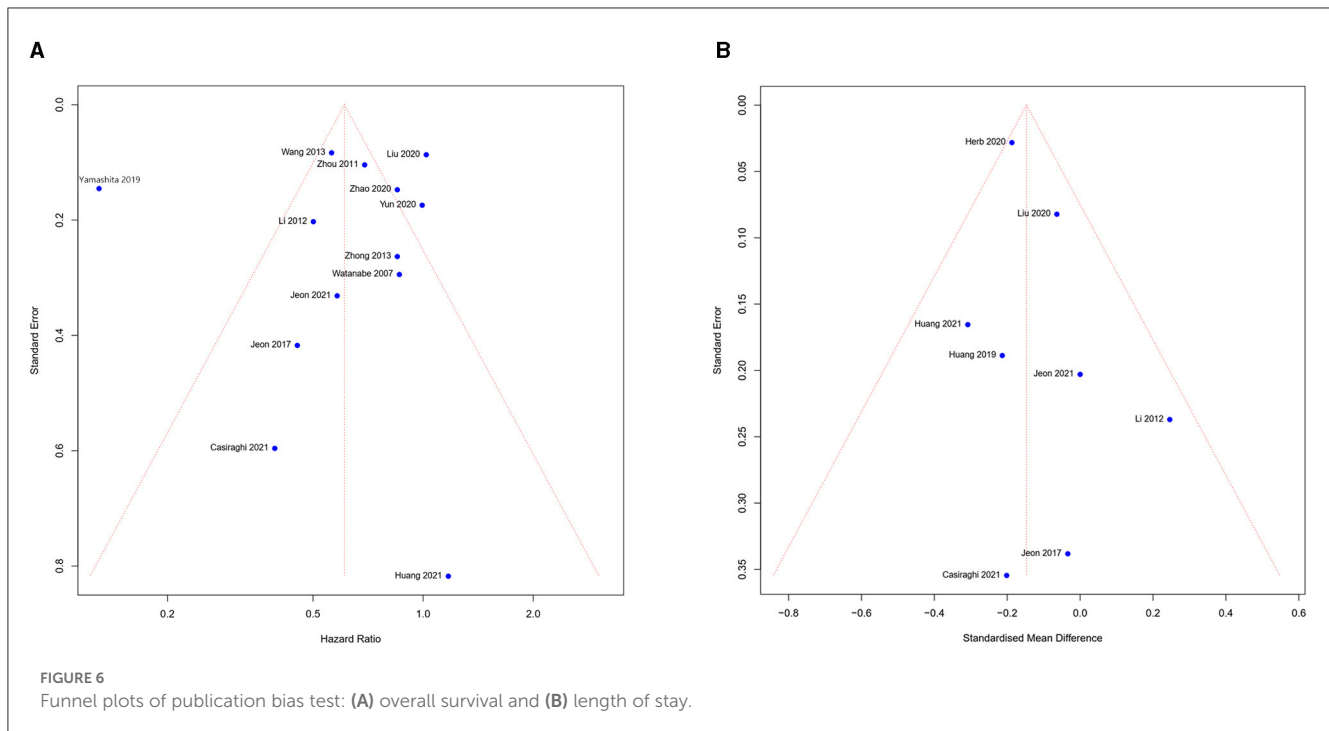 A
0.0
0.2
0.4
0.6
0.8
Standard Error
Wang 2013
Liu 2020
Zhou 2011
Yamashita 2019
Zhao 2020
Yun 2020
Li 2012
Zhong 2013
Watanabe 2007
Jeon 2021
Jeon 2017
Casiraghi 2021
Huang 2021
0.2 0.5 1.0 2.0
Hazard Ratio
B
0.00
0.05
0.10
0.15
0.20
0.25
0.30
0.35
Standard Error
Herb 2020
Liu 2020
Huang 2021
Huang 2019
Jeon 2021
Li 2012
Jeon 2017
Casiraghi 2021
−0.8 −0.6 −0.4 −0.2 0.0 0.2 0.4 0.6
Standardised Mean Difference
FIGURE 6
Funnel plots of publication bias test: (A) overall survival and (B) length of stay.